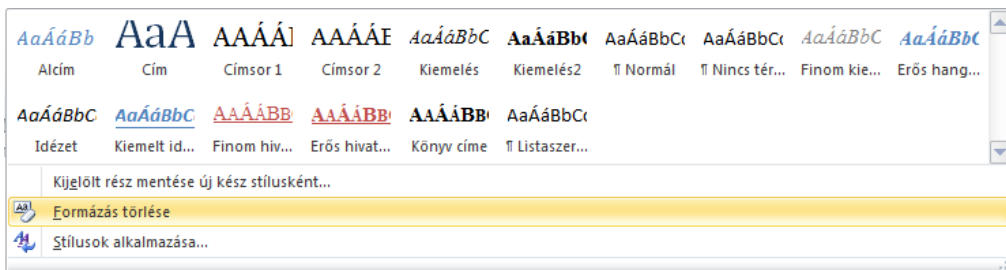 AaÁáBb AaA AAÁÁ AAÁÁE AaÁáBbC AaÁáBb( AaÁáBbC AaÁáBbC AaÁáBbC AaÁáBb(
Alcím Cím Címsor 1 Címsor 2 Kiemelés Kiemelés2 ¶ Normál ¶ Nincs tér... Finom kie... Erős hang...
AaÁáBbC AaÁáBbC AAÁÁBB AAÁÁBB AAÁÁBB AaÁáBbC
Idézet Kiemelt id... Finom hiv... Erős hivat... Könyv címe ¶ Listaszer...
Kijelölt rész mentése új kész stílusként...
Formázás törlése
Stílusok alkalmazása...